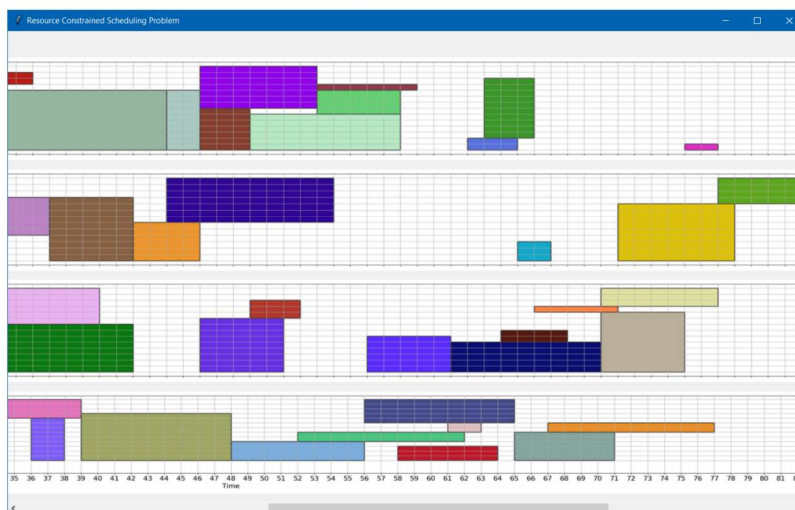 Resource Constrained Scheduling Problem
35 36 37 38 39 40 41 42 43 44 45 46 47 48 49 50 51 52 53 54 55 56 57 58 59 60 61 62 63 64 65 66 67 68 69 70 71 72 73 74 75 76 77 78 79 80 81
Time